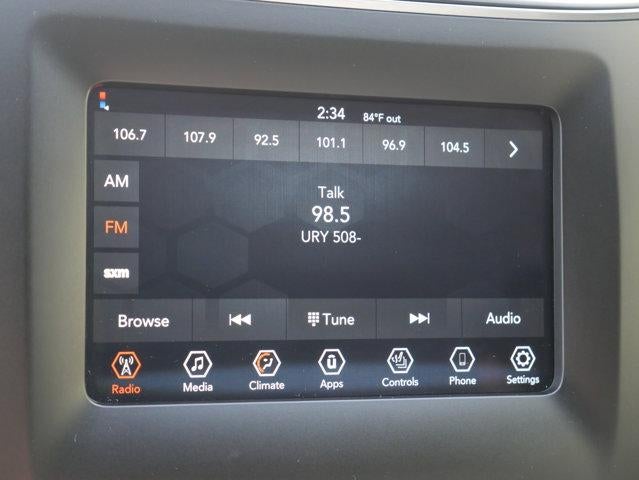 2:34 84°F out
106.7 107.9 92.5 101.1 96.9 104.5
AM
Talk
98.5
FM
URY 508-
sxm
Browse Tune Audio
Radio Media Climate Apps Controls Phone Settings